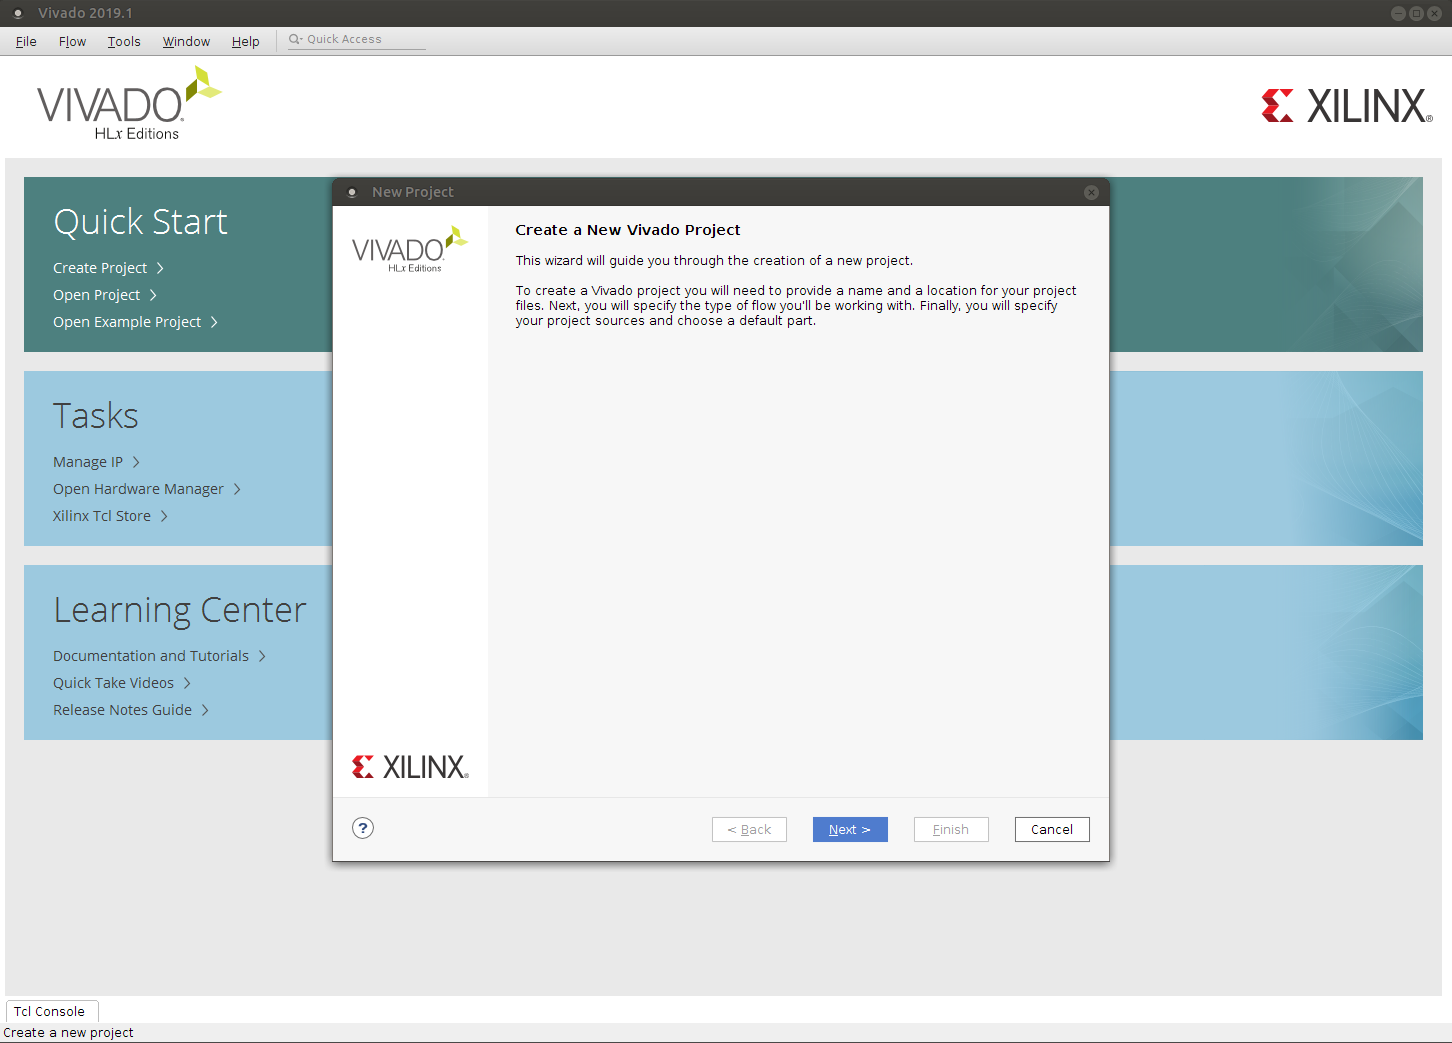 Vivado 2019.1
File Flow Tools Window Help Quick Access
VIVADO.
HLx Editions
XILINX®
Quick Start
Create Project
Open Project
Open Example Project
Tasks
Manage IP
Open Hardware Manager
Xilinx Tcl Store
Learning Center
Documentation and Tutorials
Quick Take Videos
Release Notes Guide
New Project
VIVADO.
HLx Editions
Create a New Vivado Project
This wizard will guide you through the creation of a new project.
To create a Vivado project you will need to provide a name and a location for your project
files. Next, you will specify the type of flow you'll be working with. Finally, you will specify
your project sources and choose a default part.
XILINX®
?
< Back
Next >
Finish
Cancel
Tcl Console
Create a new project